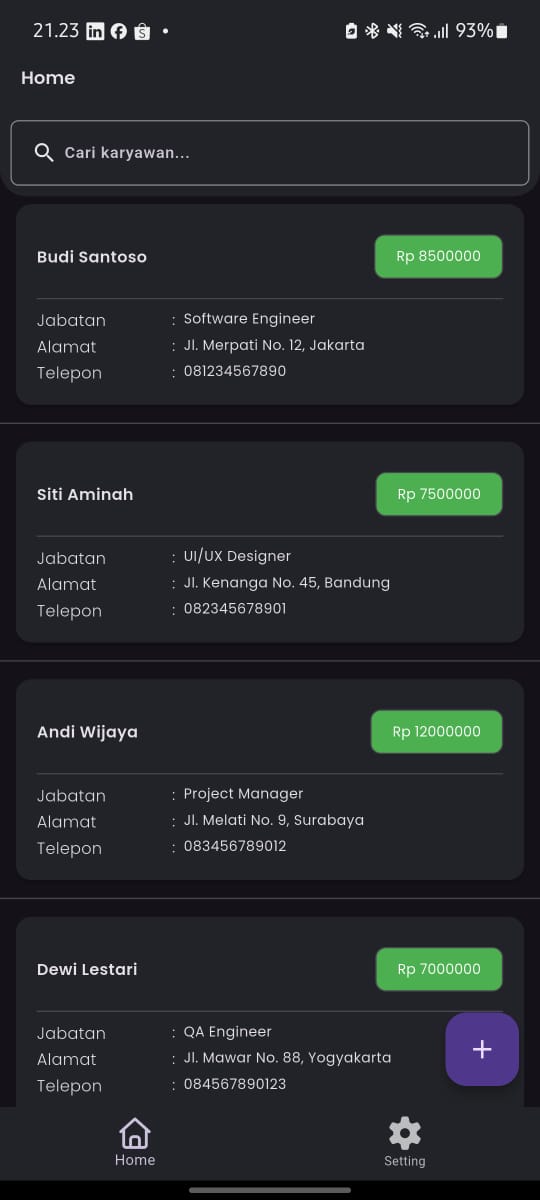 21.23 93%
Home
Cari karyawan...
Budi Santoso Rp 8500000
Jabatan : Software Engineer
Alamat : Jl. Merpati No. 12, Jakarta
Telepon : 081234567890
Siti Aminah Rp 7500000
Jabatan : UI/UX Designer
Alamat : Jl. Kenanga No. 45, Bandung
Telepon : 082345678901
Andi Wijaya Rp 12000000
Jabatan : Project Manager
Alamat : Jl. Melati No. 9, Surabaya
Telepon : 083456789012
Dewi Lestari Rp 7000000
Jabatan : QA Engineer
Alamat : Jl. Mawar No. 88, Yogyakarta
Telepon : 084567890123
+
Home Setting